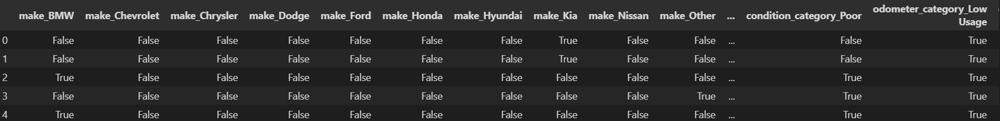 make_BMW make_Chevrolet make_Chrysler make_Dodge make_Ford make_Honda make_Hyundai make_Kia make_Nissan make_Other ... condition_category_Poor odometer_category_Low
Usage
0 False False False False False False False True False False ... False True
1 False False False False False False False True False False ... False True
2 True False False False False False False False False False ... True True
3 False False False False False False False False False True ... True True
4 True False False False False False False False False False ... True True